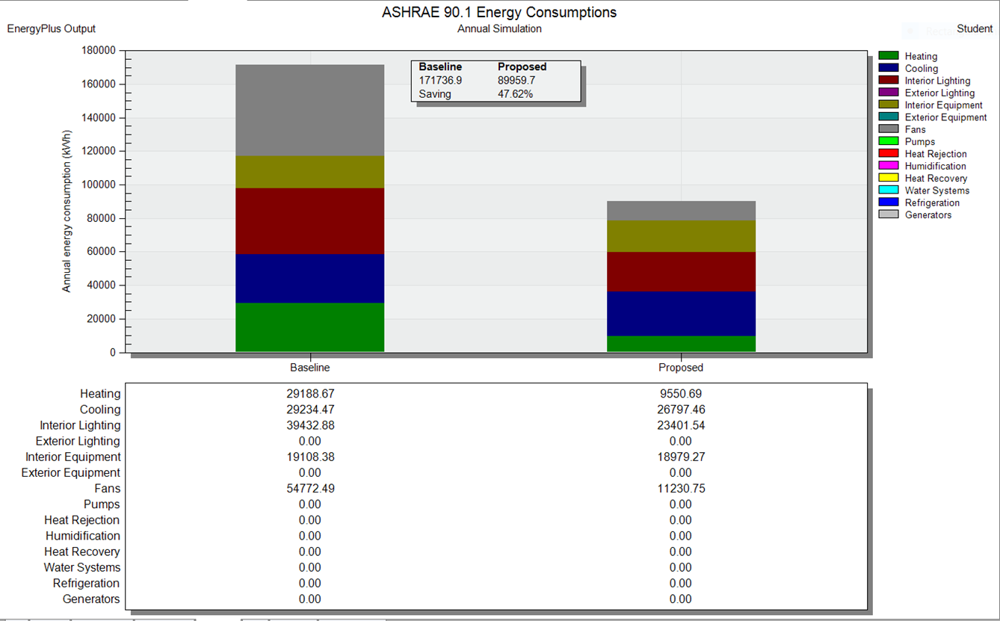 ASHRAE 90.1 Energy Consumptions
EnergyPlus Output
Annual Simulation
Student
180000
160000
140000
120000
100000
80000
60000
40000
20000
0
Annual energy consumption (kWh)
Baseline Proposed
171736.9 89959.7
Saving 47.62%
Heating
Cooling
Interior Lighting
Exterior Lighting
Interior Equipment
Exterior Equipment
Fans
Pumps
Heat Rejection
Humidification
Heat Recovery
Water Systems
Refrigeration
Generators
Baseline Proposed
Heating 29188.67 9550.69
Cooling 29234.47 26797.46
Interior Lighting 39432.88 23401.54
Exterior Lighting 0.00 0.00
Interior Equipment 19108.38 18979.27
Exterior Equipment 0.00 0.00
Fans 54772.49 11230.75
Pumps 0.00 0.00
Heat Rejection 0.00 0.00
Humidification 0.00 0.00
Heat Recovery 0.00 0.00
Water Systems 0.00 0.00
Refrigeration 0.00 0.00
Generators 0.00 0.00